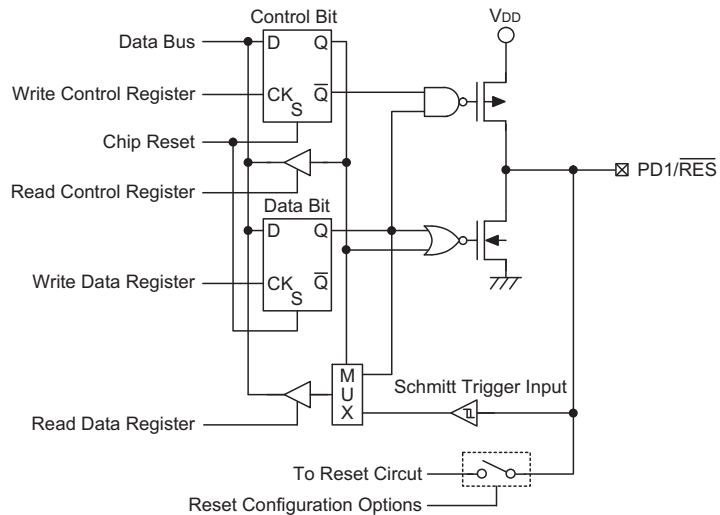 Control Bit
VDD
Data Bus
D
Q
Write Control Register
CK
Q
S
Chip Reset
Read Control Register
PD1/RES
Data Bit
D
Q
Write Data Register
CK
Q
S
M
U
X
Schmitt Trigger Input
Read Data Register
To Reset Circut
Reset Configuration Options